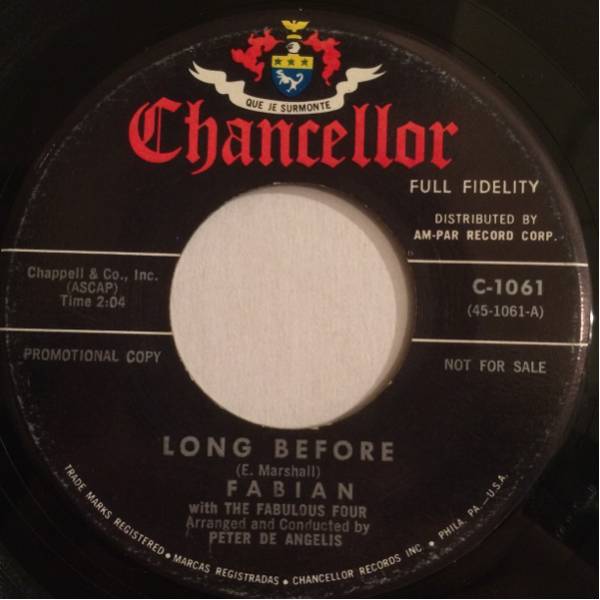 QUE JE SURMONTE
Chancellor
FULL FIDELITY
DISTRIBUTED BY
AM-PAR RECORD CORP.
Chappell & Co., Inc.
(ASCAP)
Time 2:04
C-1061
(45-1061-A)
PROMOTIONAL COPY
NOT FOR SALE
LONG BEFORE
(E. Marshall)
FABIAN
with THE FABULOUS FOUR
Arranged and Conducted by
PETER DE ANGELIS
TRADE MARKS REGISTERED. • MARCAS REGISTRADAS • CHANCELLOR RECORDS INC. • PHILA. PA.__U.S.A.